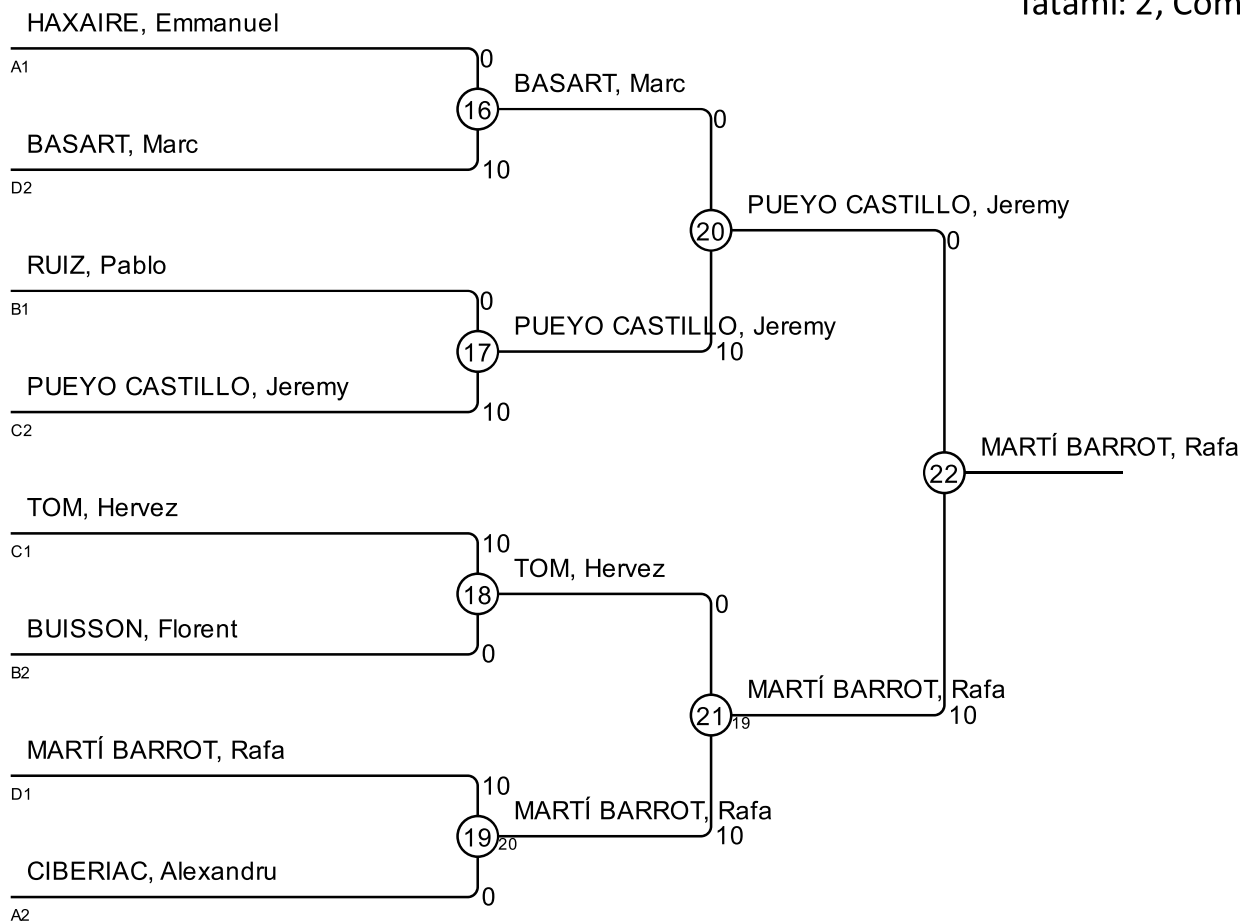 Tatami: 2, Com
HAXAIRE, Emmanuel
A1
0
16
BASART, Marc
0
BASART, Marc
10
D2
20
PUEYO CASTILLO, Jeremy
0
RUIZ, Pablo
B1
0
17
PUEYO CASTILLO, Jeremy
10
PUEYO CASTILLO, Jeremy
10
C2
22
MARTÍ BARROT, Rafa
TOM, Hervez
C1
10
18
TOM, Hervez
0
BUISSON, Florent
0
B2
21
19
MARTÍ BARROT, Rafa
10
MARTÍ BARROT, Rafa
D1
10
19
20
MARTÍ BARROT, Rafa
10
CIBERIAC, Alexandru
0
A2